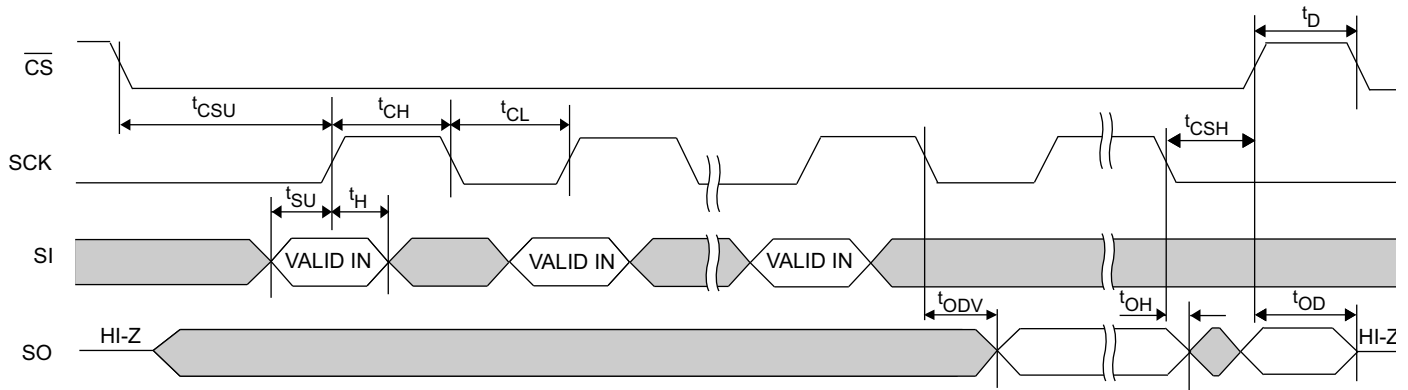 tD
CS
tCSU
tCH
tCL
tCSH
SCK
tSU
tH
SI
VALID IN
VALID IN
VALID IN
tODV
tOH
tOD
HI-Z
HI-Z
SO